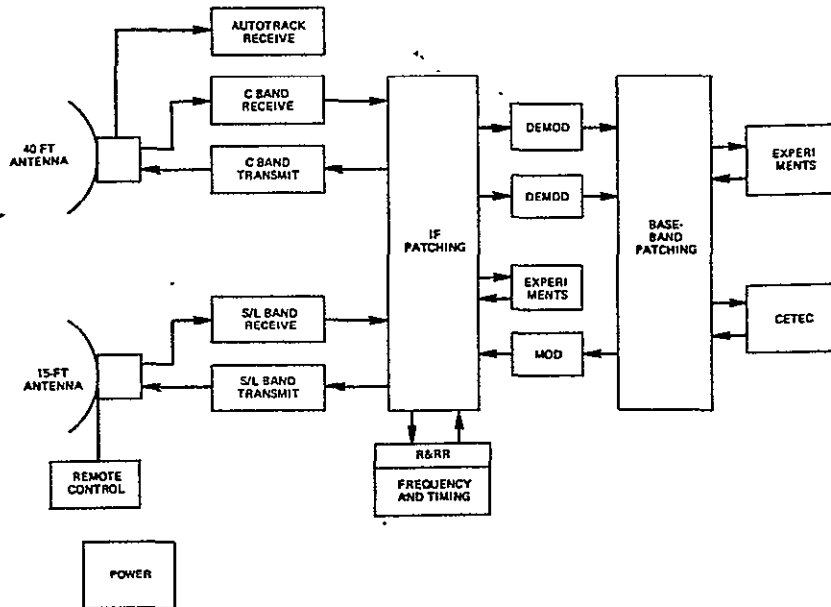 AUTOTRACK
RECEIVE
C BAND
RECEIVE
40 FT
ANTENNA
C BAND
TRANSMIT
IF
PATCHING
DEMOD
DEMOD
EXPERI
MENTS
MOD
BASE-
BAND
PATCHING
EXPERI
MENTS
CETEC
S/L BAND
RECEIVE
15-FT
ANTENNA
S/L BAND
TRANSMIT
REMOTE
CONTROL
R&RR
FREQUENCY
AND TIMING
POWER